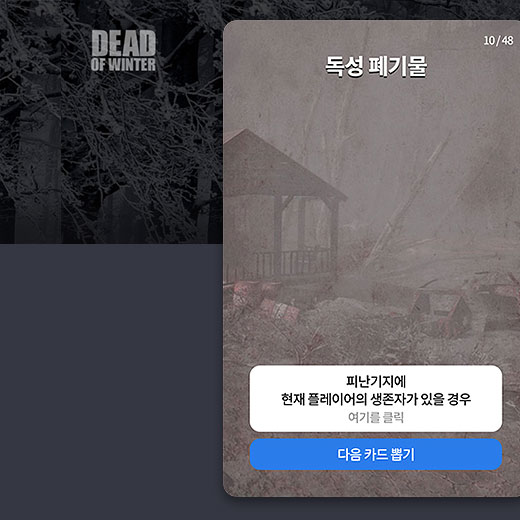 DEAD
OF WINTER
10 / 48
독성 폐기물
피난기지에
현재 플레이어의 생존자가 있을 경우
여기를 클릭
다음 카드 뽑기